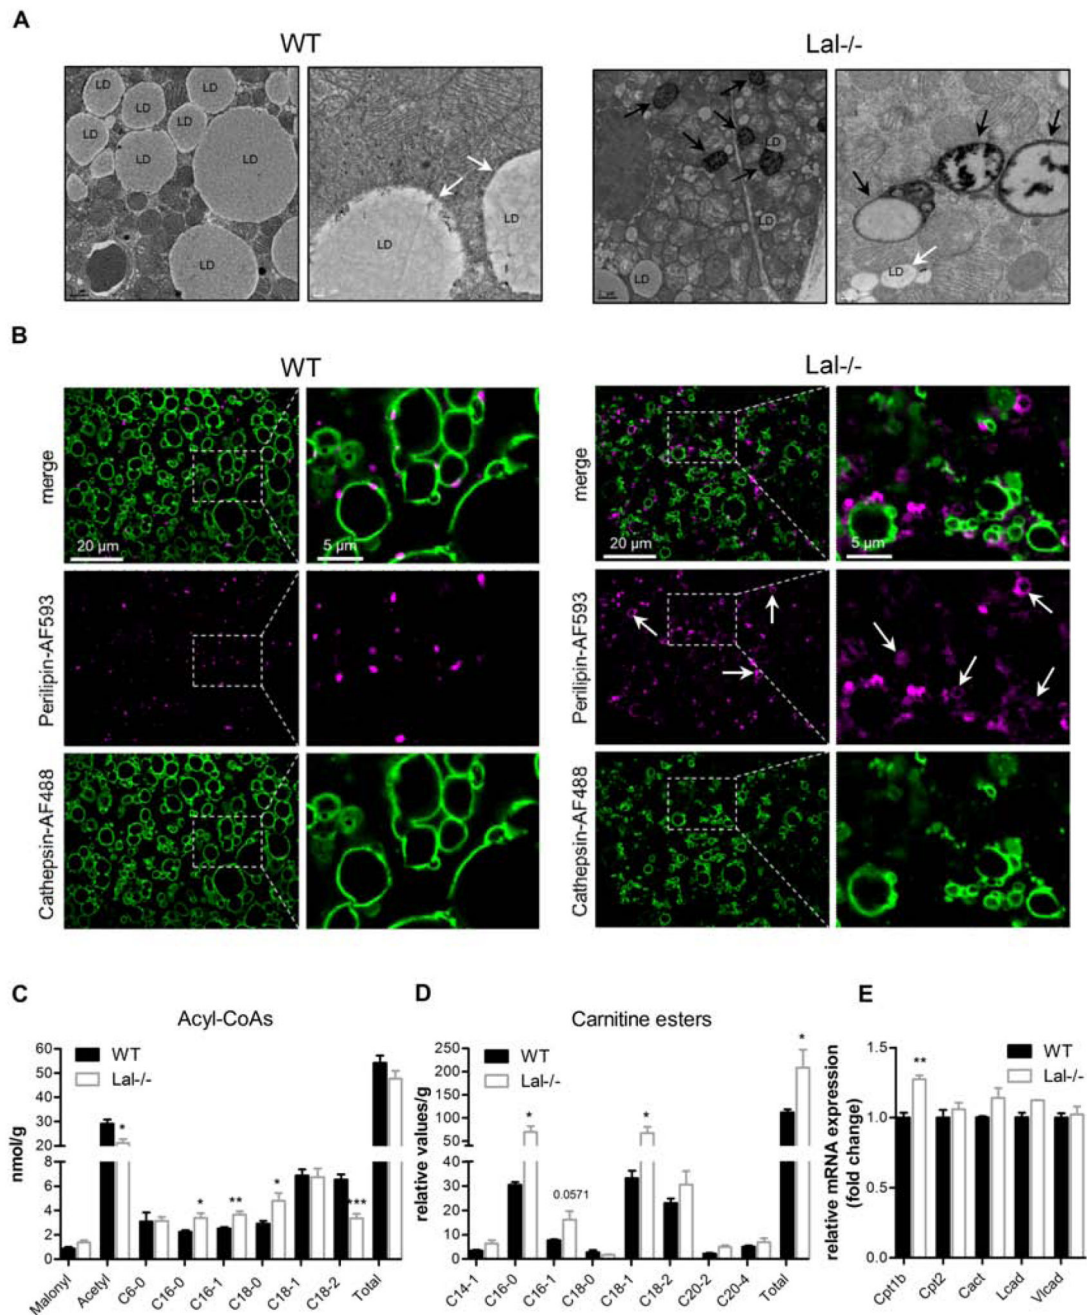 A
WT
Lal-/-
LD
LD
LD
LD
LD
LD
LD
LD
LD
LD
LD
LD
LD
LD
B
WT
Lal-/-
merge
20 µm
5 µm
merge
20 µm
5 µm
Perilipin-AF593
Perilipin-AF593
Cathepsin-AF488
Cathepsin-AF488
C
Acyl-CoAs
WT
Lal-/-
nmol/g
60
50
40
30
20
8
6
4
2
0
*
*
**
*
***
Malonyl
Acetyl
C6-0
C16-0
C16-1
C18-0
C18-1
C18-2
Total
D
Carnitine esters
WT
Lal-/-
relative values/g
250
200
150
100
50
40
30
20
10
0
*
0.0571
*
*
C14-1
C16-0
C16-1
C18-0
C18-1
C18-2
C20-2
C20-4
Total
E
WT
Lal-/-
relative mRNA expression
(fold change)
1.5
1.0
0.5
0.0
**
Cpt1b
Cpt2
Cact
Lcad
Vlcad